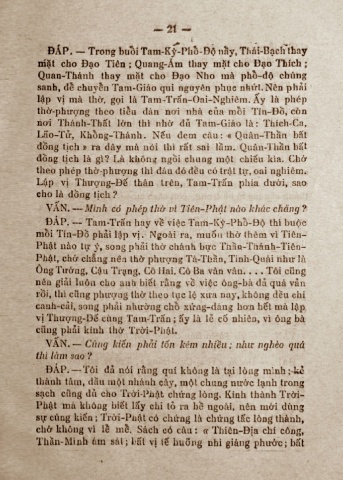 — 21 —
ĐÁP. — Trong buổi Tam-Kỳ-Phổ-Độ nầy, Thái-Bạch thay
mặt cho Đạo Tiên ; Quang-Âm thay mặt cho Đạo Thích ;
Quan-Thánh thay mặt cho Đạo Nho mà phổ-độ chúng
sanh, để chuyển Tam-Giáo qui nguyên phục nhứt. Nên phải
lập vị mà thờ, gọi là Tam-Trấn-Oai-Nghiêm. Ấy là phép
thờ-phượng theo tiểu đàn nơi nhà của mỗi Tín-Đồ, còn
nơi Thánh-Thất lớn thì nhờ đã Tam-Giáo là : Thích-Ca,
Lão-Tử, Khổng-Thánh. Nếu đem câu : « Quân-Thần bất
đồng tịch » ra dây mà nói thì rất sai lầm. Quân-Thần bất
đồng tịch là gì ? Là không ngồi chung một chiếu kìa. Chớ
theo phép thờ-phượng thì đâu đó đều có trật tự, oai nghiêm.
Lập vị Thượng-Đế thân trên, Tam-Trấn phía dưới, sao
cho là đồng tịch ?
VẤN. — Mình có phép thờ vì Tiên-Phật nào khác chăng ?
ĐÁP. — Tam-Trấn hay về việc Tam-Kỳ-Phổ-Độ thì buộc
mỗi Tín-Đồ phải lập vị. Ngoài ra, muốn thờ thêm vì Tiên-
Phật nào tự ý, song phải thờ chánh bực Thần-Thánh-Tiên-
Phật, chớ chẳng nên thờ phượng Tà-Thần, Tinh-Quái như là
Ông Tướng, Cậu Trạng, Cô Hai, Cô Ba vân vân.... Tôi cũng
nên giải luôn cho anh biết rằng về việc ông-bà đã quá vãn
rồi, thì cũng phượng thờ theo tục lệ xưa nay, không đều chi
canh-cải, song phải nhường chỗ xứng-đáng hơn hết mà lập
vị Thượng-Đế cùng Tam-Trấn ; ấy là lẽ cố nhiên, vì ông bà
cũng phải kính thờ Trời-Phật.
VẤN. — Cúng kiến phải tốn kém nhiều ; như nghèo quá
thì làm sao ?
ĐÁP. — Tôi đã nói rằng quí không là tại lòng mình : kẻ
thành tâm, dầu một nhánh cây, một chung nước lạnh trong
sạch cũng đủ cho Trời-Phật chứng lòng. Kính thành Trời-
Phật mà không biết lấy chi tỏ ra bề ngoài, nên mới dùng
sự cúng kiến ; Trời-Phật có chứng là chứng tấc lòng thành,
chớ không vì lễ mễ. Sách có câu : « Thiên-Địa chí công,
Thần-Minh ám sát ; bất vị tế hưởng nhi giáng phước ; bất